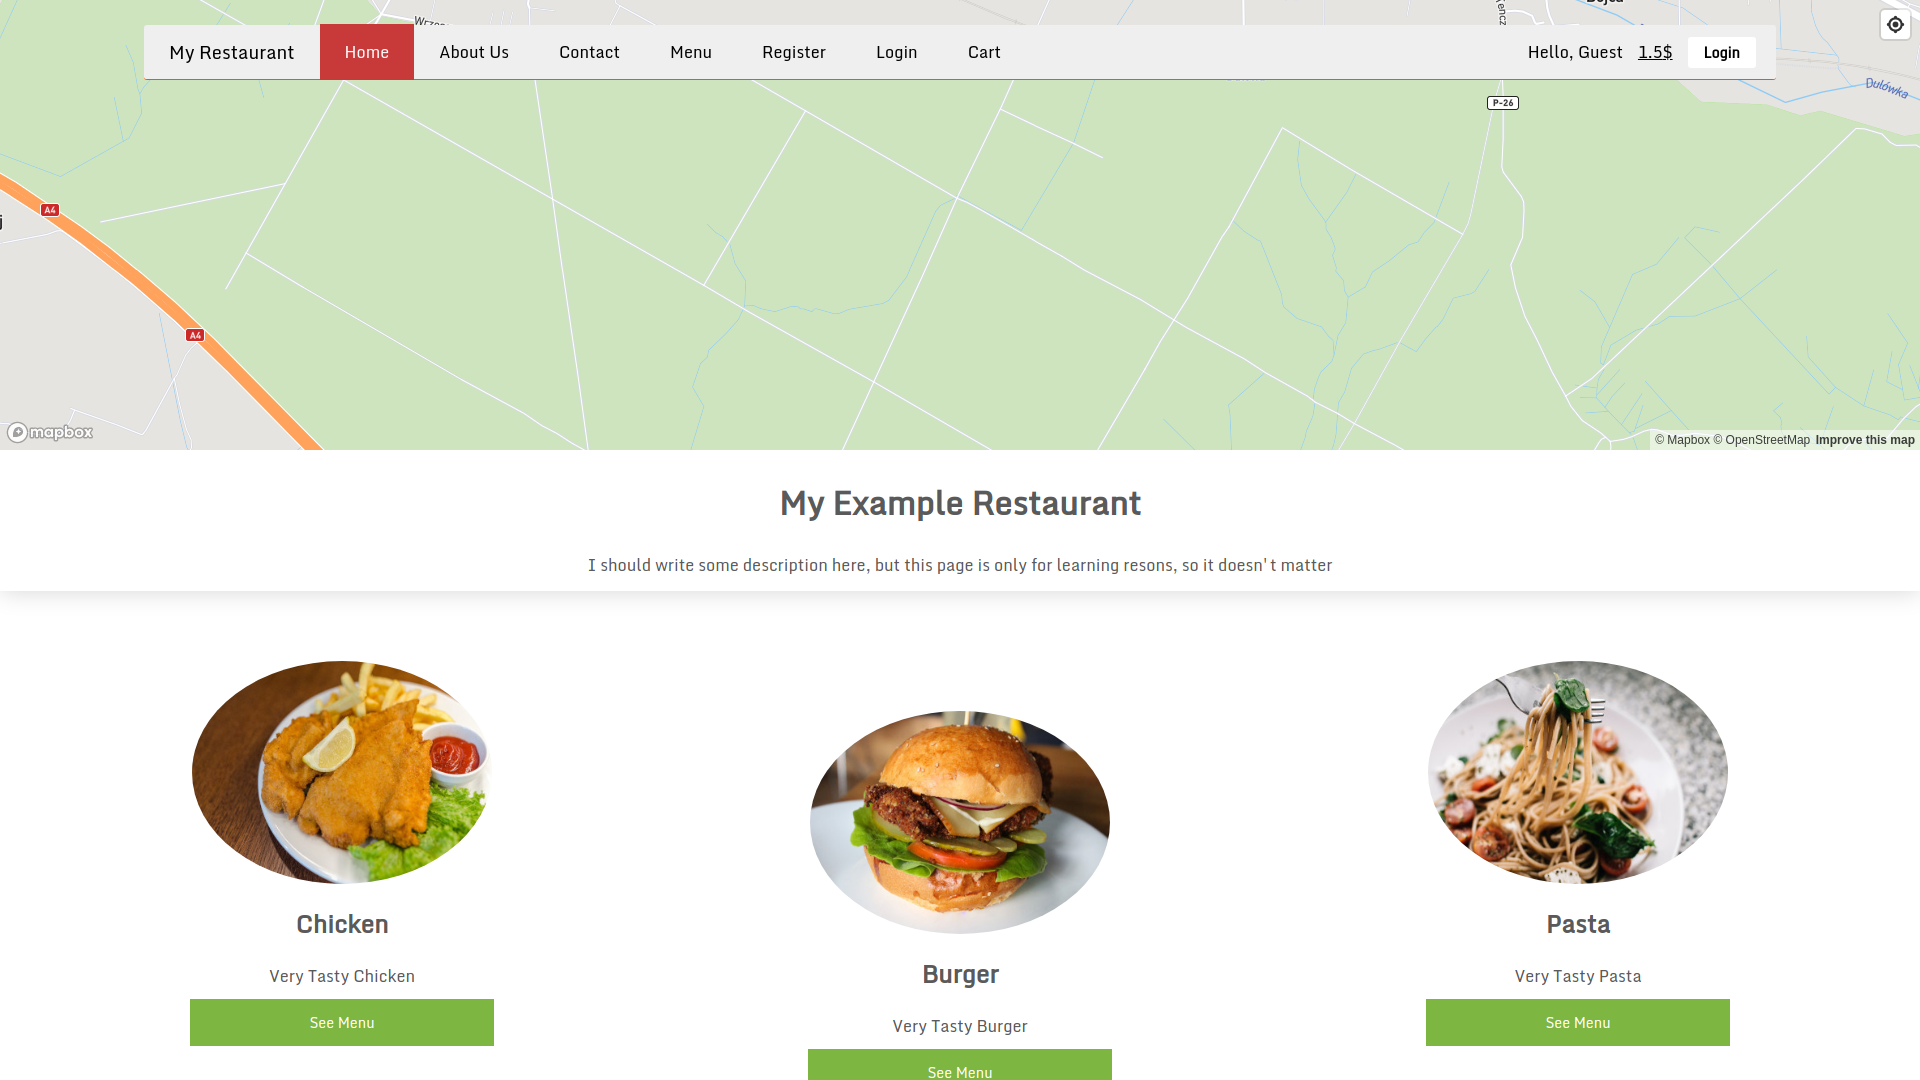 My Restaurant
Home
About Us
Contact
Menu
Register
Login
Cart
Hello, Guest
1.5$
Login
P-26
Dulówka
A4
A4
mapbox
© Mapbox © OpenStreetMap Improve this map
My Example Restaurant
I should write some description here, but this page is only for learning resons, so it doesn't matter
Chicken
Very Tasty Chicken
See Menu
Burger
Very Tasty Burger
See Menu
Pasta
Very Tasty Pasta
See Menu